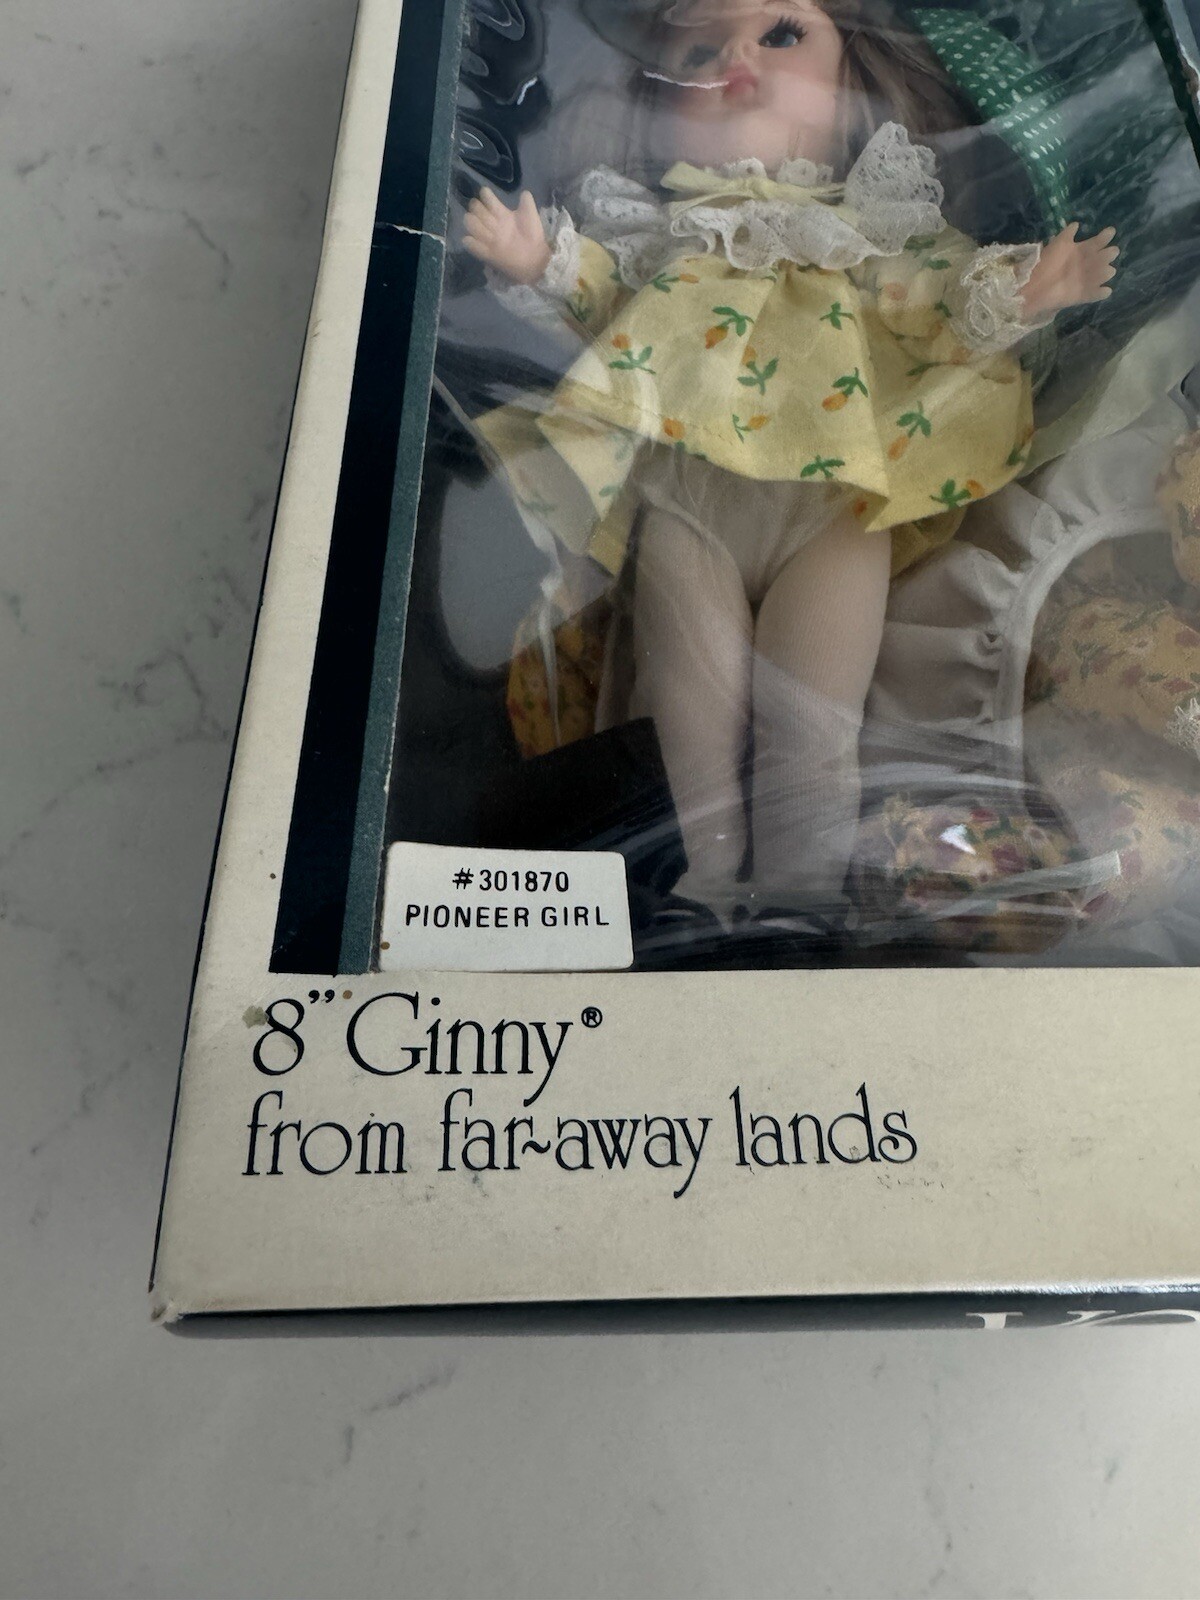 #301870
PIONEER GIRL
8" Ginny®
from far~away lands